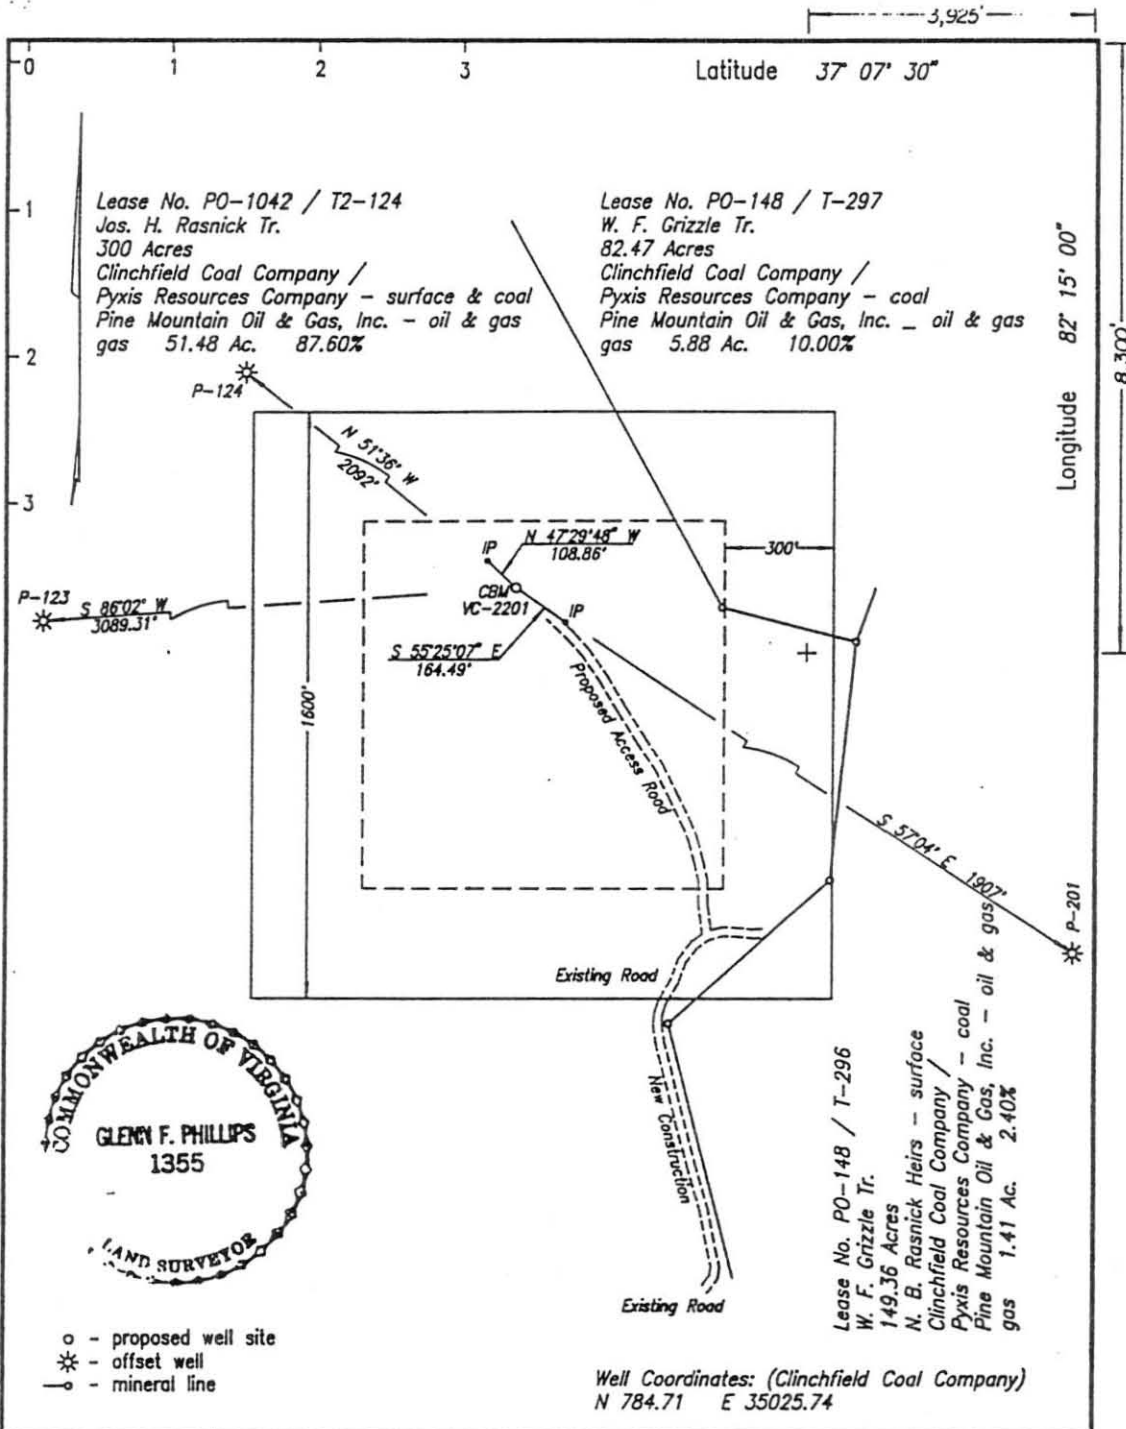 3,925'
0 1 2 3
Latitude 37° 07' 30"
1
2
3
Lease No. PO-1042 / T2-124
Jos. H. Rasnick Tr.
300 Acres
Clinchfield Coal Company /
Pyxis Resources Company - surface & coal
Pine Mountain Oil & Gas, Inc. - oil & gas
gas 51.48 Ac. 87.60%
Lease No. PO-148 / T-297
W. F. Grizzle Tr.
82.47 Acres
Clinchfield Coal Company /
Pyxis Resources Company - coal
Pine Mountain Oil & Gas, Inc. _ oil & gas
gas 5.88 Ac. 10.00%
Longitude 82° 15' 00"
8,300'
P-124
N 51°36' W
2092'
IP
N 47°29'48" W
108.86'
300'
P-123
S 86°02' W
3089.31'
CBM
VC-2201
IP
S 55°25'07" E
164.49'
1600'
Proposed Access Road
S 57°04' E 1907'
P-201
Existing Road
New Construction
Existing Road
COMMONWEALTH OF VIRGINIA
GLENN F. PHILLIPS
1355
LAND SURVEYOR
Lease No. PO-148 / T-296
W. F. Grizzle Tr.
149.36 Acres
N. B. Rasnick Heirs - surface
Clinchfield Coal Company /
Pyxis Resources Company - coal
Pine Mountain Oil & Gas, Inc. - oil & gas
gas 1.41 Ac. 2.40%
o - proposed well site
- offset well
- mineral line
Well Coordinates: (Clinchfield Coal Company)
N 784.71 E 35025.74